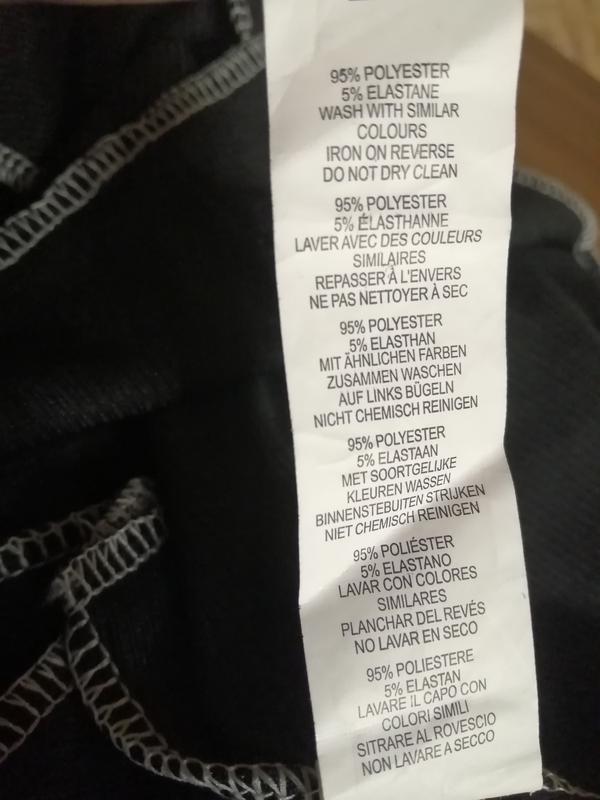 95% POLYESTER
5% ELASTANE
WASH WITH SIMILAR
COLOURS
IRON ON REVERSE
DO NOT DRY CLEAN
95% POLYESTER
5% ÉLASTHANNE
LAVER AVEC DES COULEURS
SIMILAIRES
REPASSER À L'ENVERS
NE PAS NETTOYER À SEC
95% POLYESTER
5% ELASTHAN
MIT ÄHNLICHEN FARBEN
ZUSAMMEN WASCHEN
AUF LINKS BÜGELN
NICHT CHEMISCH REINIGEN
95% POLYESTER
5% ELASTAAN
MET SOORTGELIJKE
KLEUREN WASSEN
BINNENSTEBUITEN STRIJKEN
NIET CHEMISCH REINIGEN
95% POLIÉSTER
5% ELASTANO
LAVAR CON COLORES
SIMILARES
PLANCHAR DEL REVÉS
NO LAVAR EN SECO
95% POLIESTERE
5% ELASTAN
LAVARE IL CAPO CON
COLORI SIMILI
SITRARE AL ROVESCIO
NON LAVARE A SECCO